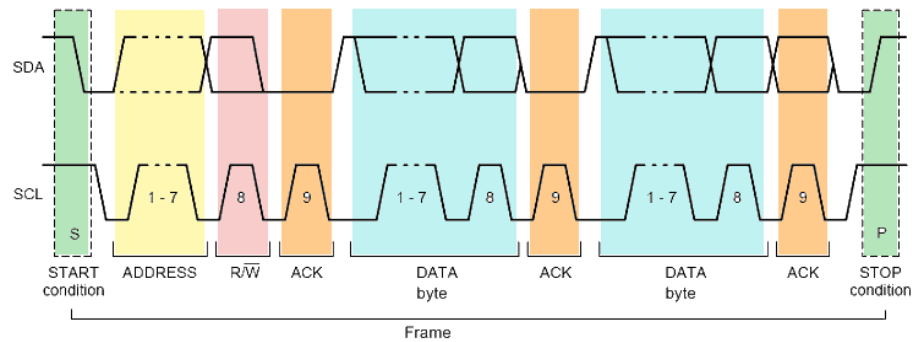 SDA
SCL
1 - 7 8 9 1 - 7 8 9 1 - 7 8 9
S P
START condition
ADDRESS
R/W̅
ACK
DATA byte
ACK
DATA byte
ACK
STOP condition
Frame